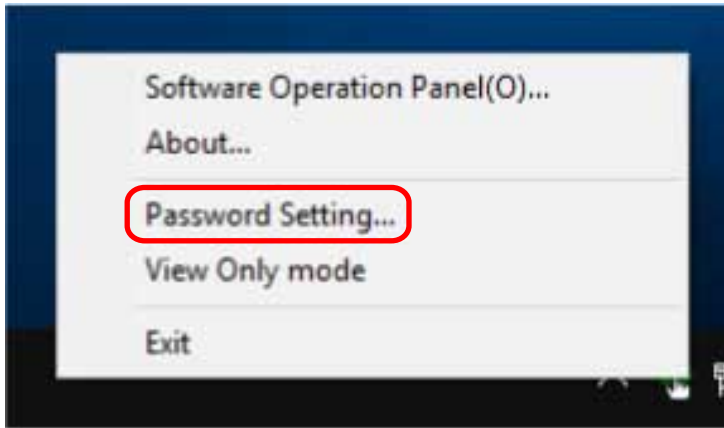 Software Operation Panel(O)...
About...
Password Setting...
View Only mode
Exit